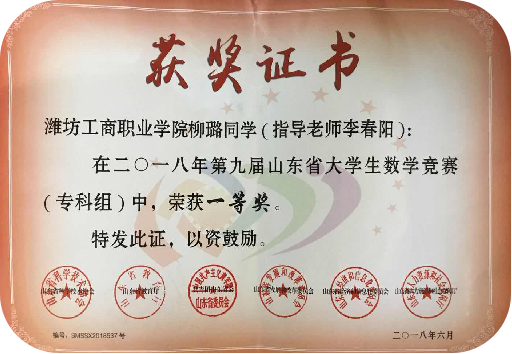 获奖证书
潍坊工商职业学院柳璐同学(指导老师李春阳):
在二〇一八年第九届山东省大学生数学竞赛
(专科组)中,荣获一等奖。
特发此证,以资鼓励。
二〇一八年六月